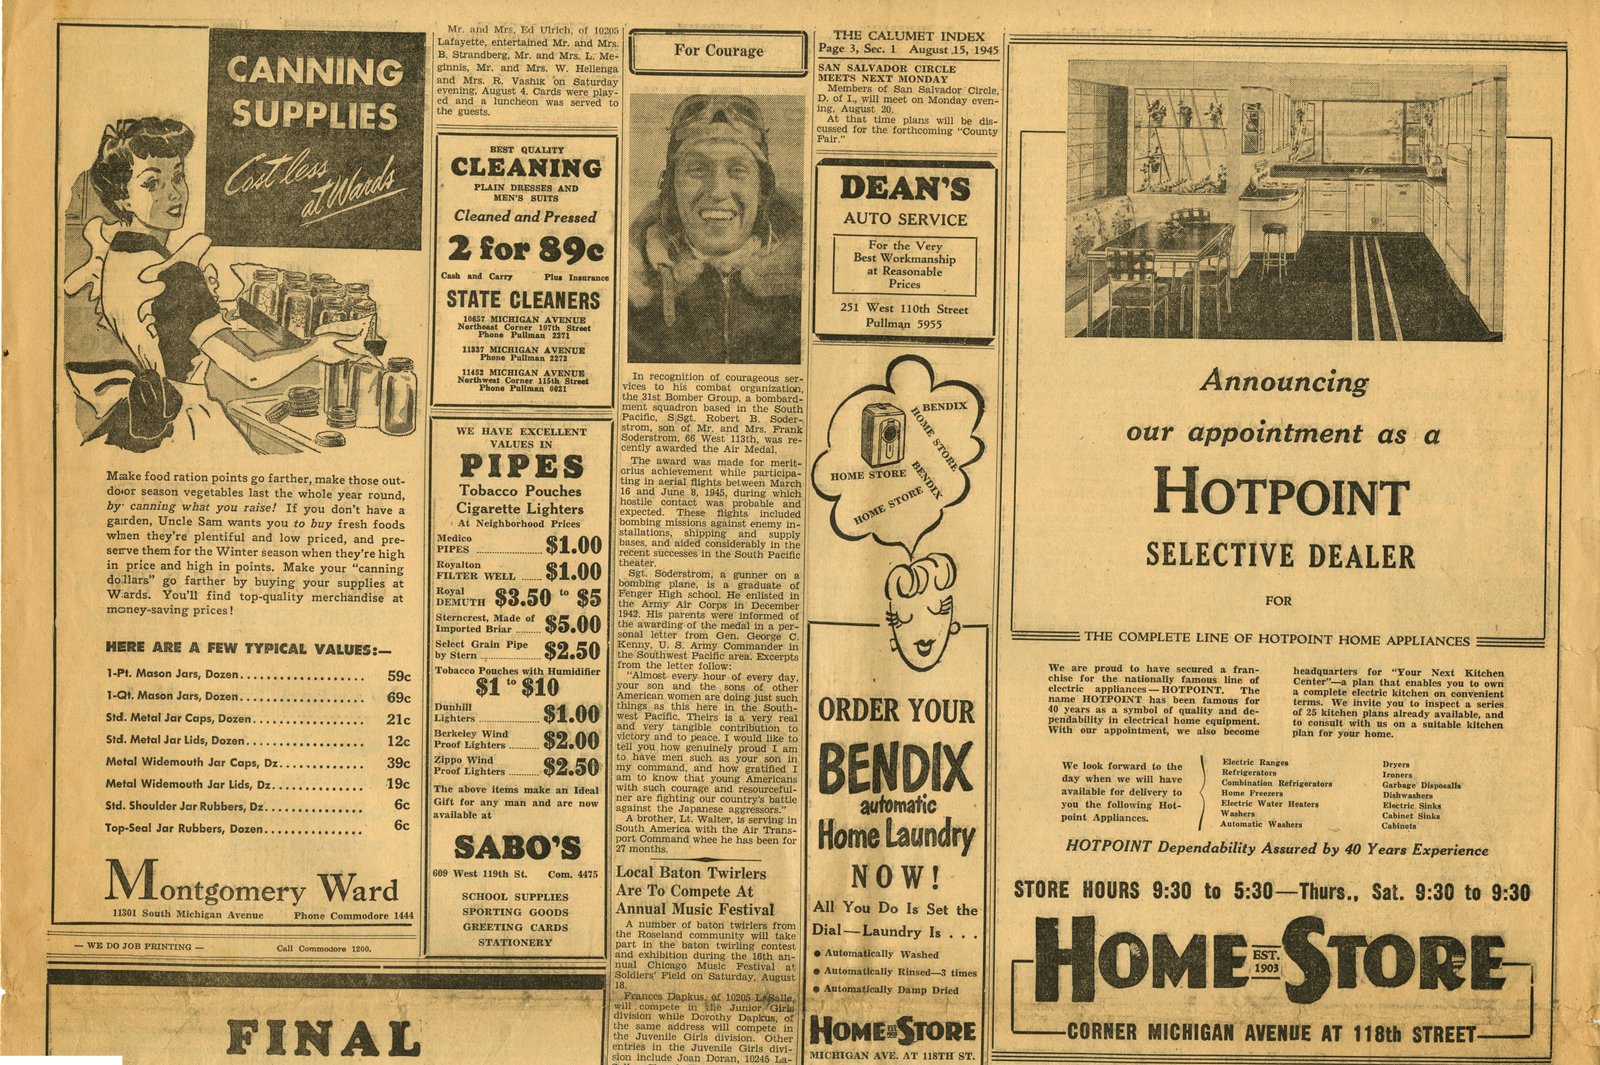 CANNING
SUPPLIES
Cost less
at Wards
Make food ration points go farther, make those out-
door season vegetables last the whole year round,
by canning what you raise! If you don't have a
garden, Uncle Sam wants you to buy fresh foods
when they're plentiful and low priced, and pre-
serve them for the Winter season when they're high
in price and high in points. Make your "canning
dollars" go farther by buying your supplies at
Wards. You'll find top-quality merchandise at
money-saving prices!
HERE ARE A FEW TYPICAL VALUES:—
1-Pt. Mason Jars, Dozen.................. 59c
1-Qt. Mason Jars, Dozen.................. 69c
Std. Metal Jar Caps, Dozen................ 21c
Std. Metal Jar Lids, Dozen................. 12c
Metal Widemouth Jar Caps, Dz............ 39c
Metal Widemouth Jar Lids, Dz............. 19c
Std. Shoulder Jar Rubbers, Dz.............. 6c
Top-Seal Jar Rubbers, Dozen.............. 6c
Montgomery Ward
11301 South Michigan Avenue Phone Commodore 1444
— WE DO JOB PRINTING — Call Commodore 1200.
FINAL
Mr. and Mrs. Ed Ulrich, of 10205
Lafayette, entertained Mr. and Mrs.
B. Strandberg, Mr. and Mrs. L. Me-
ginnis, Mr. and Mrs. W. Hellenga
and Mrs. R. Vashik on Saturday
evening, August 4. Cards were play-
ed and a luncheon was served to
the guests.
BEST QUALITY
CLEANING
PLAIN DRESSES AND
MEN'S SUITS
Cleaned and Pressed
2 for 89c
Cash and Carry Plus Insurance
STATE CLEANERS
10657 MICHIGAN AVENUE
Northeast Corner 107th Street
Phone Pullman 2271
11337 MICHIGAN AVENUE
Phone Pullman 2272
11452 MICHIGAN AVENUE
Northwest Corner 115th Street
Phone Pullman 0021
WE HAVE EXCELLENT
VALUES IN
PIPES
Tobacco Pouches
Cigarette Lighters
At Neighborhood Prices
Medico
PIPES ............ $1.00
Royalton
FILTER WELL ...... $1.00
Royal
DEMUTH $3.50 to $5
Sterncrest, Made of
Imported Briar ....... $5.00
Select Grain Pipe
by Stern ............ $2.50
Tobacco Pouches with Humidifier
$1 to $10
Dunhill
Lighters ............ $1.00
Berkeley Wind
Proof Lighters ........ $2.00
Zippo Wind
Proof Lighters ........ $2.50
The above items make an Ideal
Gift for any man and are now
available at
SABO'S
609 West 119th St. Com. 4475
SCHOOL SUPPLIES
SPORTING GOODS
GREETING CARDS
STATIONERY
For Courage
In recognition of courageous ser-
vices to his combat organization,
the 31st Bomber Group, a bombard-
ment squadron based in the South
Pacific, S|Sgt. Robert B. Soder-
strom, son of Mr. and Mrs. Frank
Soderstrom, 66 West 113th, was re-
cently awarded the Air Medal.
The award was made for merit-
orius achievement while participa-
ting in aerial flights between March
16 and June 8, 1945, during which
hostile contact was probable and
expected. These flights included
bombing missions against enemy in-
stallations, shipping and supply
bases, and aided considerably in the
recent successes in the South Pacific
theater.
Sgt. Soderstrom, a gunner on a
bombing plane, is a graduate of
Fenger High school. He enlisted in
the Army Air Corps in December
1942. His parents were informed of
the awarding of the medal in a per-
sonal letter from Gen. George C.
Kenny, U. S. Army Commander in
the Southwest Pacific area. Excerpts
from the letter follow:
"Almost every hour of every day,
your son and the sons of other
American women are doing just such
things as this here in the South-
west Pacific. Theirs is a very real
and very tangible contribution to
victory and to peace. I would like to
tell you how genuinely proud I am
to have men such as your son in
my command, and how gratified I
am to know that young Americans
with such courage and resourceful-
ner are fighting our country's battle
against the Japanese aggressors."
A brother, Lt. Walter, is serving in
South America with the Air Trans-
port Command whee he has been for
27 months.
Local Baton Twirlers
Are To Compete At
Annual Music Festival
A number of baton twirlers from
the Roseland community will take
part in the baton twirling contest
and exhibition during the 16th an-
nual Chicago Music Festival at
Soldiers' Field on Saturday, August
18.
Frances Dapkus, of 10205 LaSalle,
will compete in the Junior Girls
division while Dorothy Dapkus, of
the same address will compete in
the Juvenile Girls division. Other
entries in the Juvenile Girls divi-
sion include Joan Doran, 10245 La-
THE CALUMET INDEX
Page 3, Sec. 1 August 15, 1945
SAN SALVADOR CIRCLE
MEETS NEXT MONDAY
Members of San Salvador Circle,
D. of I., will meet on Monday even-
ing, August 20.
At that time plans will be dis-
cussed for the forthcoming "County
Fair."
DEAN'S
AUTO SERVICE
For the Very
Best Workmanship
at Reasonable
Prices
251 West 110th Street
Pullman 5955
BENDIX
HOME STORE
HOME STORE
BENDIX
HOME STORE
ORDER YOUR
BENDIX
automatic
Home Laundry
NOW!
All You Do Is Set the
Dial—Laundry Is . . .
● Automatically Washed
● Automatically Rinsed—3 times
● Automatically Damp Dried
HOME STORE
MICHIGAN AVE. AT 118TH ST.
Announcing
our appointment as a
HOTPOINT
SELECTIVE DEALER
FOR
THE COMPLETE LINE OF HOTPOINT HOME APPLIANCES
We are proud to have secured a fran-
chise for the nationally famous line of
electric appliances—HOTPOINT. The
name HOTPOINT has been famous for
40 years as a symbol of quality and de-
pendability in electrical home equipment.
With our appointment, we also become
headquarters for "Your Next Kitchen
Center"—a plan that enables you to own
a complete electric kitchen on convenient
terms. We invite you to inspect a series
of 25 kitchen plans already available, and
to consult with us on a suitable kitchen
plan for your home.
We look forward to the
day when we will have
available for delivery to
you the following Hot-
point Appliances.
Electric Ranges
Refrigerators
Combination Refrigerators
Home Freezers
Electric Water Heaters
Washers
Automatic Washers
Dryers
Ironers
Garbage Disposalls
Dishwashers
Electric Sinks
Cabinet Sinks
Cabinets
HOTPOINT Dependability Assured by 40 Years Experience
STORE HOURS 9:30 to 5:30—Thurs., Sat. 9:30 to 9:30
HOME EST. 1903 STORE
CORNER MICHIGAN AVENUE AT 118th STREET